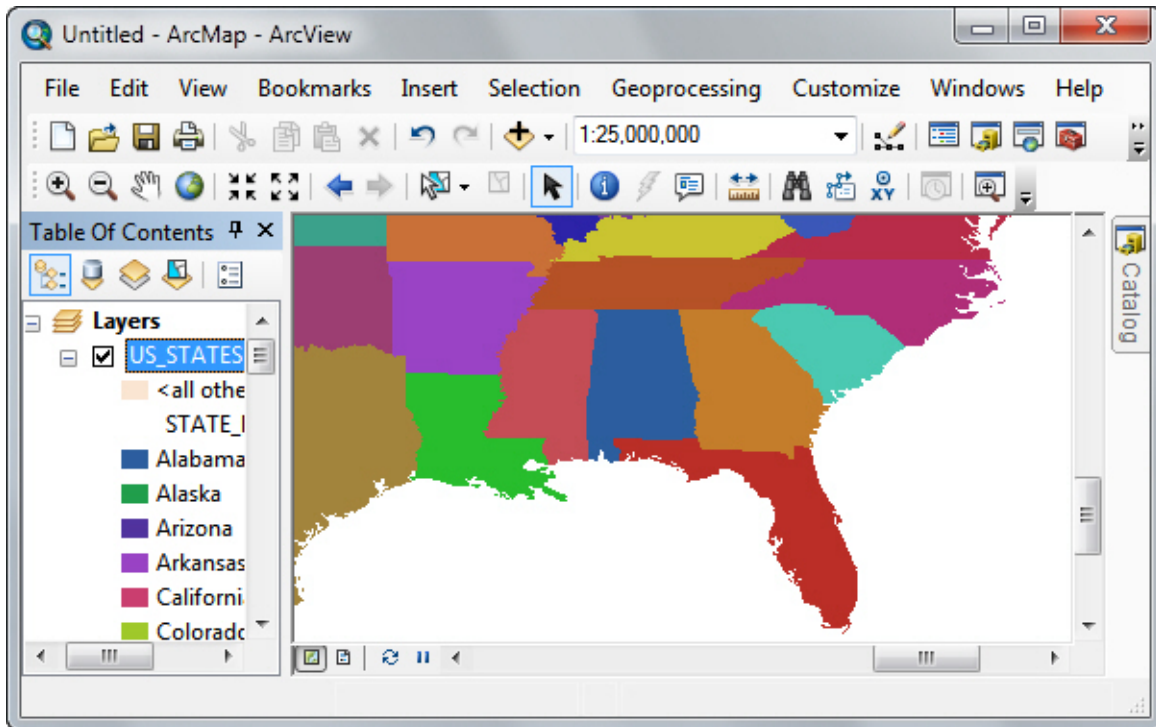 Untitled - ArcMap - ArcView
File Edit View Bookmarks Insert Selection Geoprocessing Customize Windows Help
1:25,000,000
XY
Table Of Contents
Catalog
Layers
US_STATES
<all othe
STATE_
Alabama
Alaska
Arizona
Arkansas
Californi
Colorado